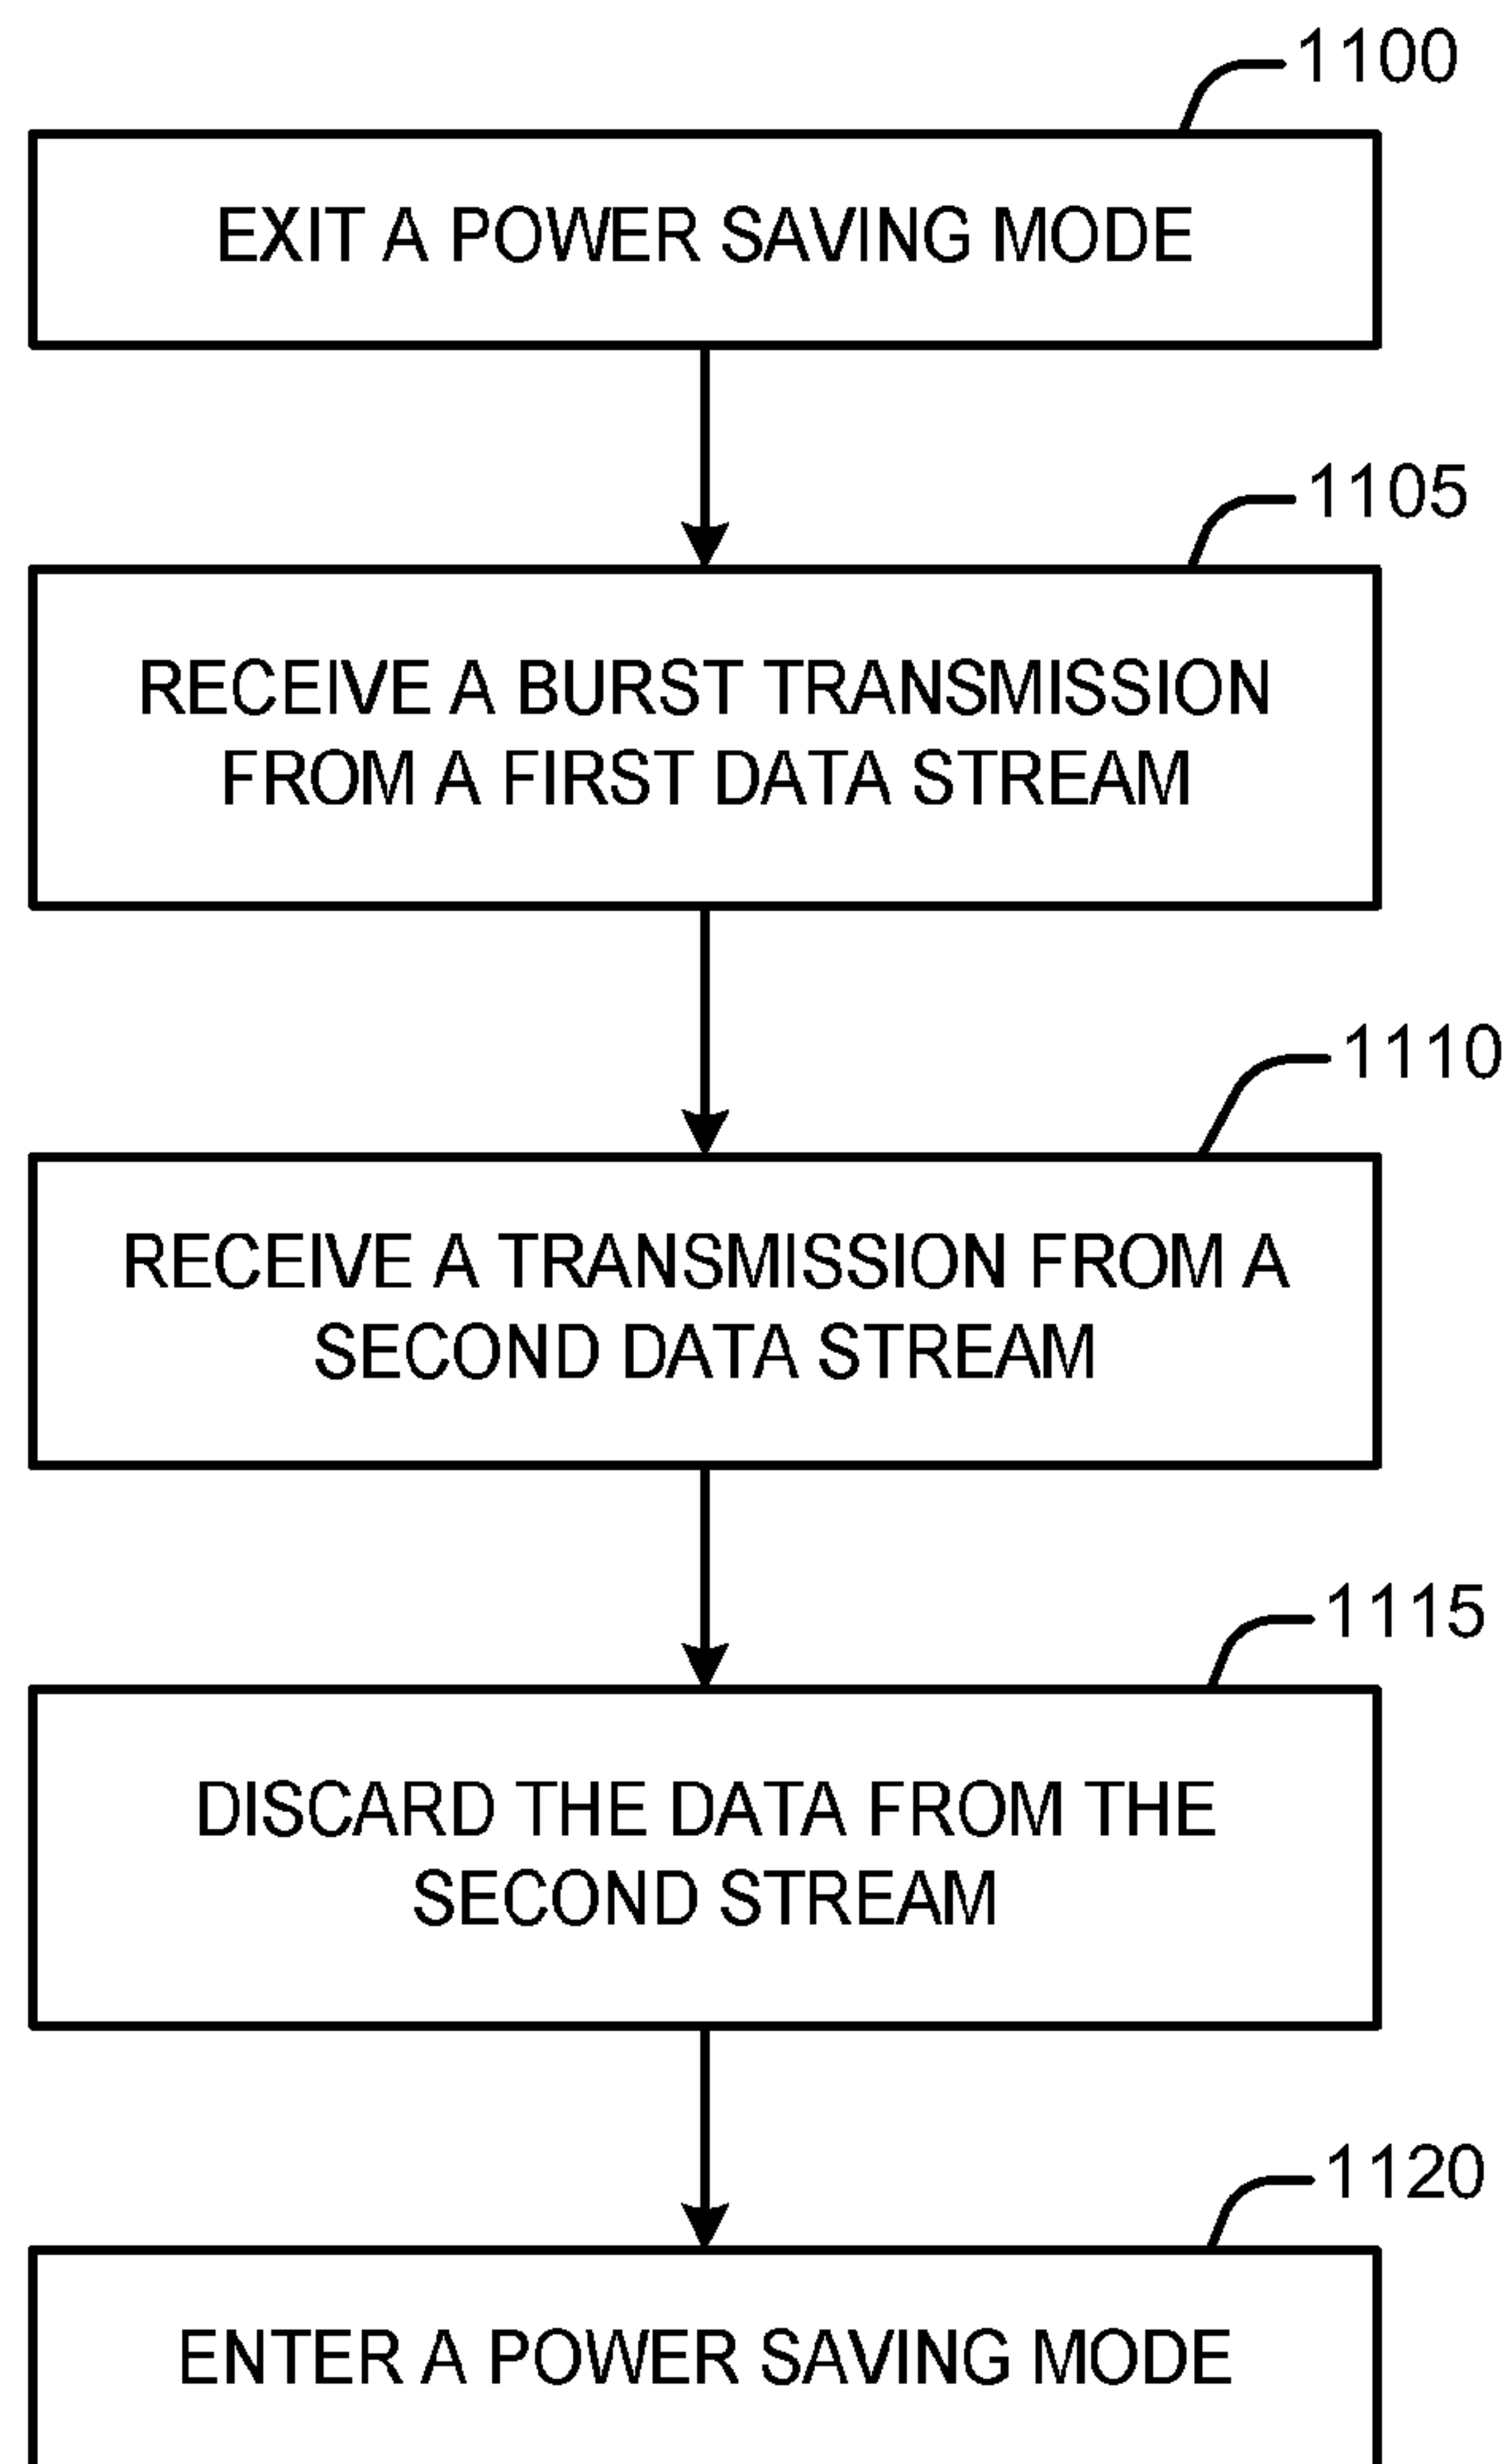 1100
EXIT A POWER SAVING MODE
1105
RECEIVE A BURST TRANSMISSION
FROM A FIRST DATA STREAM
1110
RECEIVE A TRANSMISSION FROM A
SECOND DATA STREAM
1115
DISCARD THE DATA FROM THE
SECOND STREAM
1120
ENTER A POWER SAVING MODE